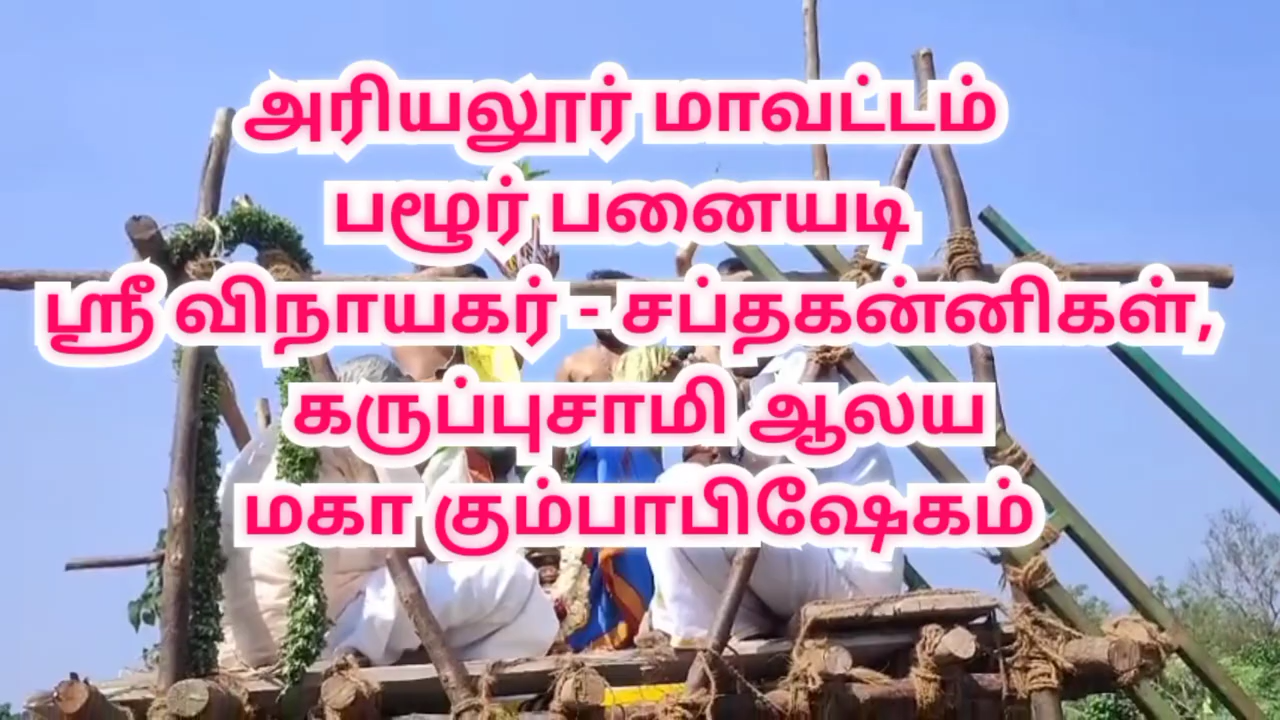 அரியலூர் மாவட்டம்
பழூர் பனையடி
ஸ்ரீ விநாயகர் - சப்தகன்னிகள்,
கருப்புசாமி ஆலய
மகா கும்பாபிஷேகம்